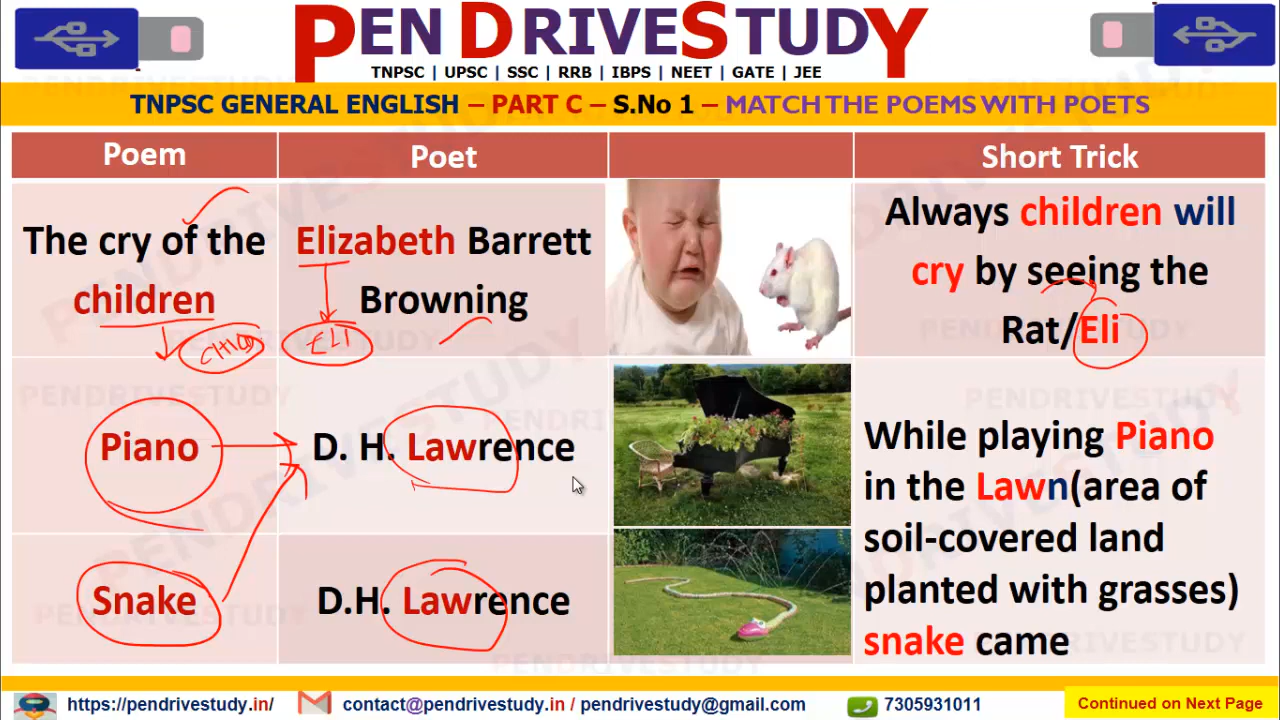 PEN DRIVESTUDY
TNPSC | UPSC | SSC | RRB | IBPS | NEET | GATE | JEE
TNPSC GENERAL ENGLISH – PART C – S.No 1 – MATCH THE POEMS WITH POETS
Poem
Poet
Short Trick
The cry of the
children
Elizabeth Barrett
Browning
ELI
Always children will
cry by seeing the
Rat/Eli
Piano
D. H. Lawrence
Snake
D.H. Lawrence
While playing Piano
in the Lawn(area of
soil-covered land
planted with grasses)
snake came
https://pendrivestudy.in/
contact@pendrivestudy.in / pendrivestudy@gmail.com
7305931011
Continued on Next Page